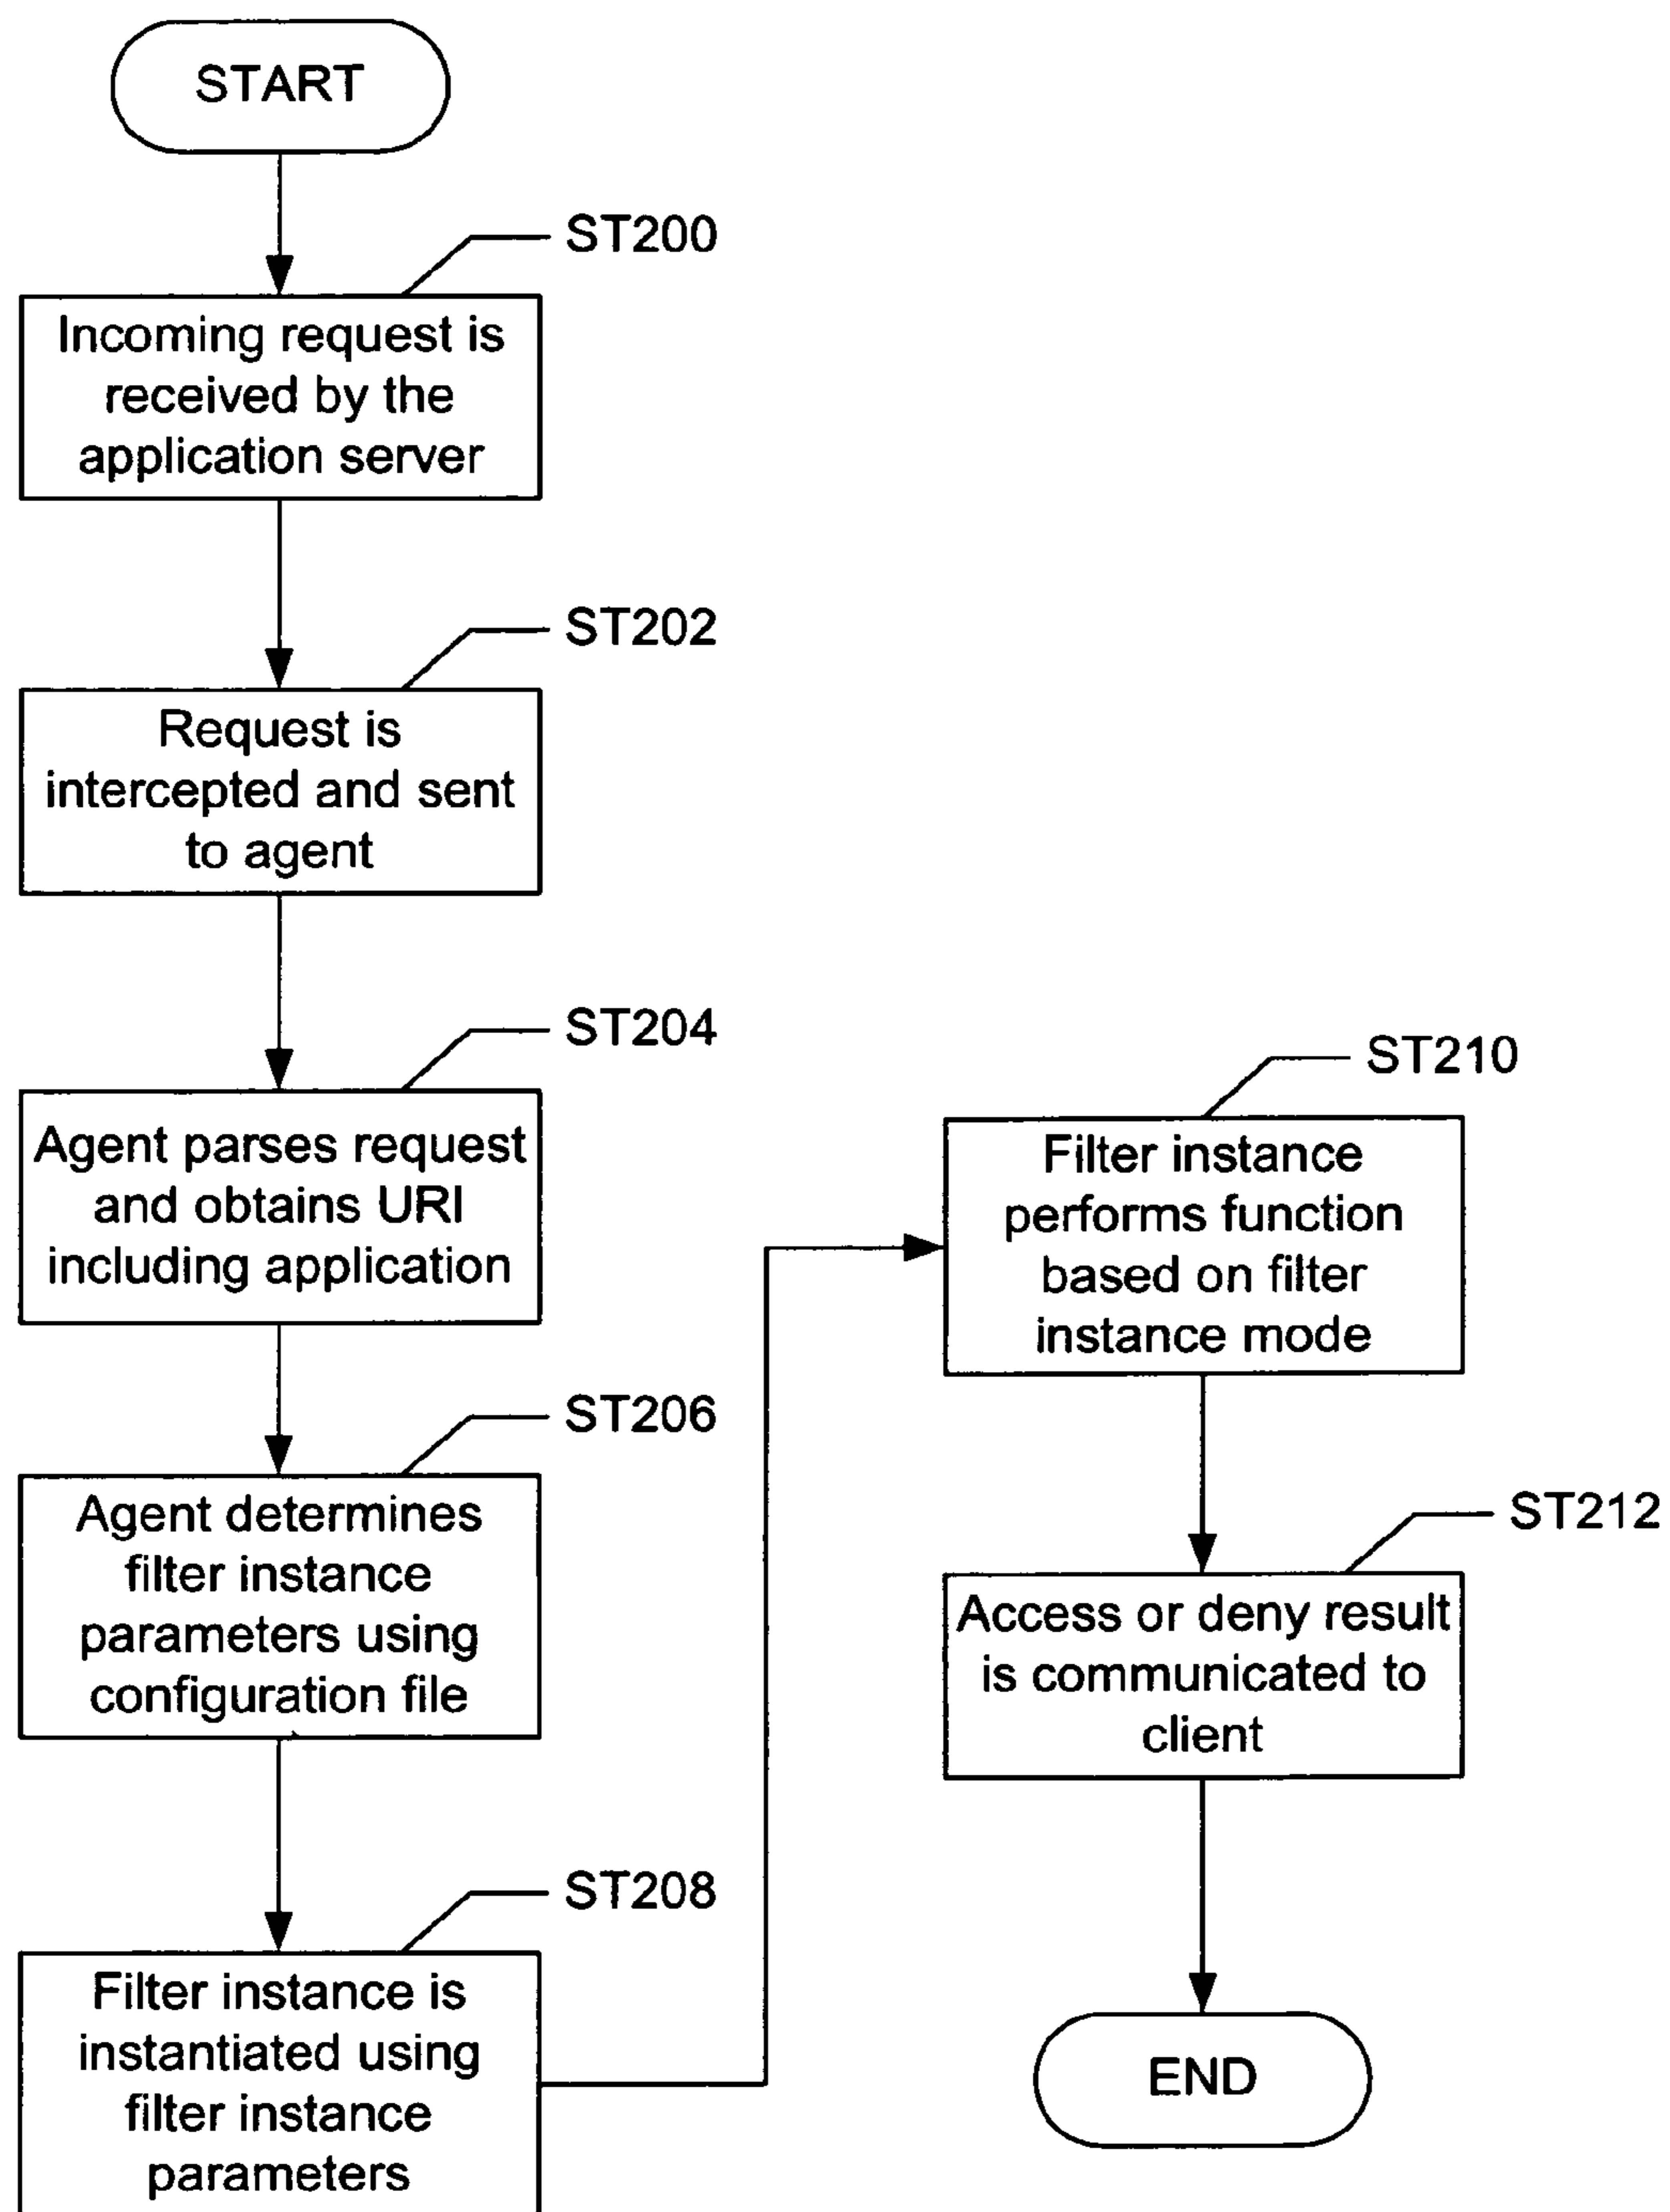 START
ST200
Incoming request is
received by the
application server
ST202
Request is
intercepted and sent
to agent
ST204
Agent parses request
and obtains URI
including application
ST206
Agent determines
filter instance
parameters using
configuration file
ST208
Filter instance is
instantiated using
filter instance
parameters
ST210
Filter instance
performs function
based on filter
instance mode
ST212
Access or deny result
is communicated to
client
END